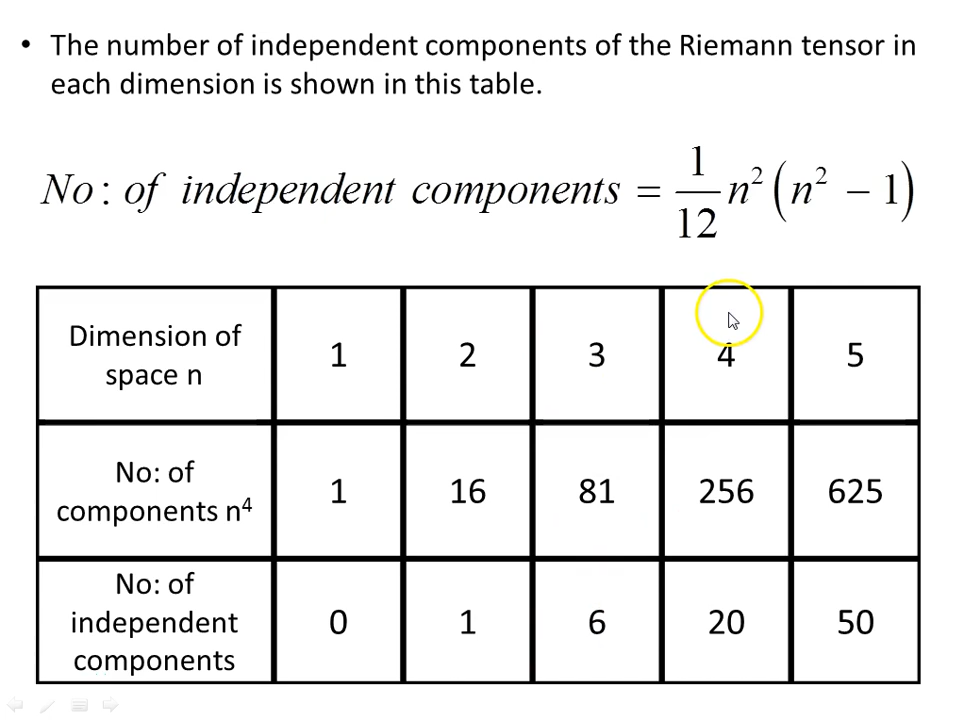 • The number of independent components of the Riemann tensor in
each dimension is shown in this table.
No: of independent components = 1/12 n² (n² − 1)
Dimension of
space n
1 2 3 4 5
No: of
components n⁴
1 16 81 256 625
No: of
independent
components
0 1 6 20 50